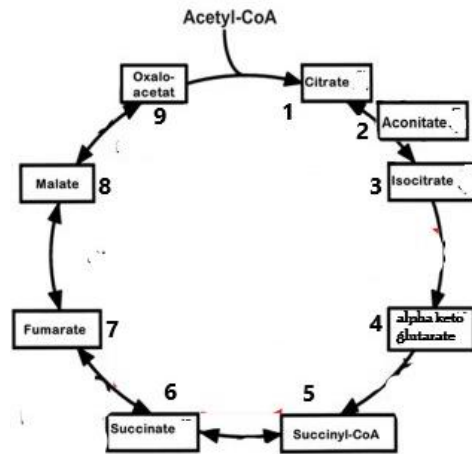 Acetyl-CoA
Oxalo-
acetat
9
Citrate
1
2
Aconitate
3
Isocitrate
4
alpha keto
glutarate
5
Succinyl-CoA
6
Succinate
7
Fumarate
8
Malate